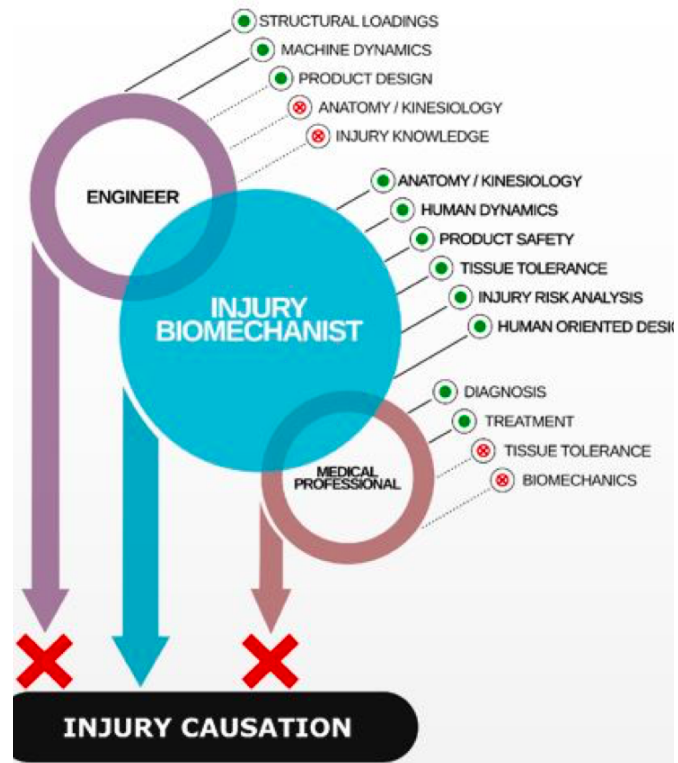 STRUCTURAL LOADINGS
MACHINE DYNAMICS
PRODUCT DESIGN
ANATOMY / KINESIOLOGY
INJURY KNOWLEDGE
ENGINEER
ANATOMY / KINESIOLOGY
HUMAN DYNAMICS
PRODUCT SAFETY
TISSUE TOLERANCE
INJURY RISK ANALYSIS
HUMAN ORIENTED DESIG
INJURY
BIOMECHANIST
DIAGNOSIS
TREATMENT
TISSUE TOLERANCE
BIOMECHANICS
MEDICAL
PROFESSIONAL
INJURY CAUSATION